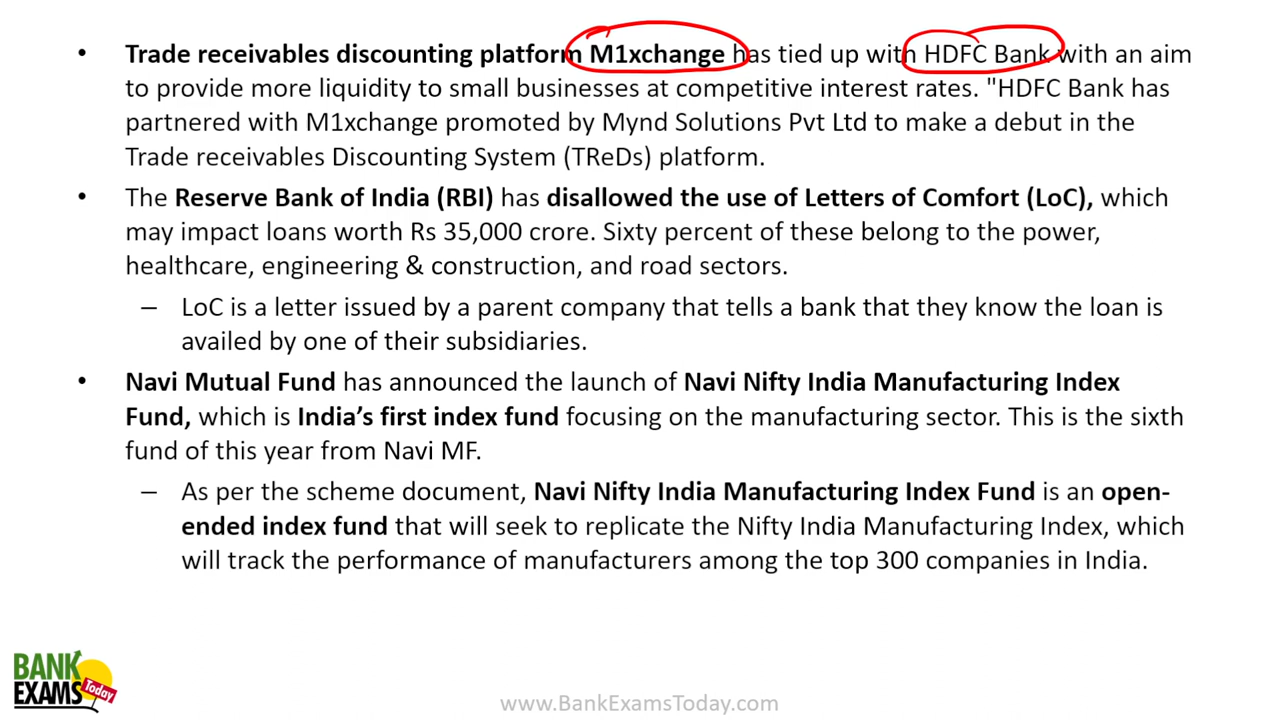 • Trade receivables discounting platform M1xchange has tied up with HDFC Bank with an aim
to provide more liquidity to small businesses at competitive interest rates. "HDFC Bank has
partnered with M1xchange promoted by Mynd Solutions Pvt Ltd to make a debut in the
Trade receivables Discounting System (TReDs) platform.
• The Reserve Bank of India (RBI) has disallowed the use of Letters of Comfort (LoC), which
may impact loans worth Rs 35,000 crore. Sixty percent of these belong to the power,
healthcare, engineering & construction, and road sectors.
– LoC is a letter issued by a parent company that tells a bank that they know the loan is
availed by one of their subsidiaries.
• Navi Mutual Fund has announced the launch of Navi Nifty India Manufacturing Index
Fund, which is India’s first index fund focusing on the manufacturing sector. This is the sixth
fund of this year from Navi MF.
– As per the scheme document, Navi Nifty India Manufacturing Index Fund is an open-
ended index fund that will seek to replicate the Nifty India Manufacturing Index, which
will track the performance of manufacturers among the top 300 companies in India.
BANK
EXAMS
Today
www.BankExamsToday.com